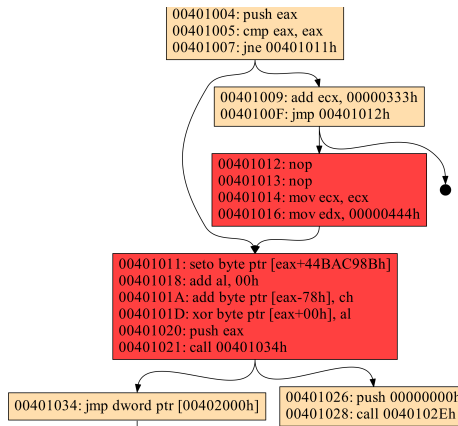 00401004: push eax
00401005: cmp eax, eax
00401007: jne 00401011h
00401009: add ecx, 00000333h
0040100F: jmp 00401012h
00401012: nop
00401013: nop
00401014: mov ecx, ecx
00401016: mov edx, 00000444h
00401011: seto byte ptr [eax+44BAC98Bh]
00401018: add al, 00h
0040101A: add byte ptr [eax-78h], ch
0040101D: xor byte ptr [eax+00h], al
00401020: push eax
00401021: call 00401034h
00401034: jmp dword ptr [00402000h]
00401026: push 00000000h
00401028: call 0040102Eh